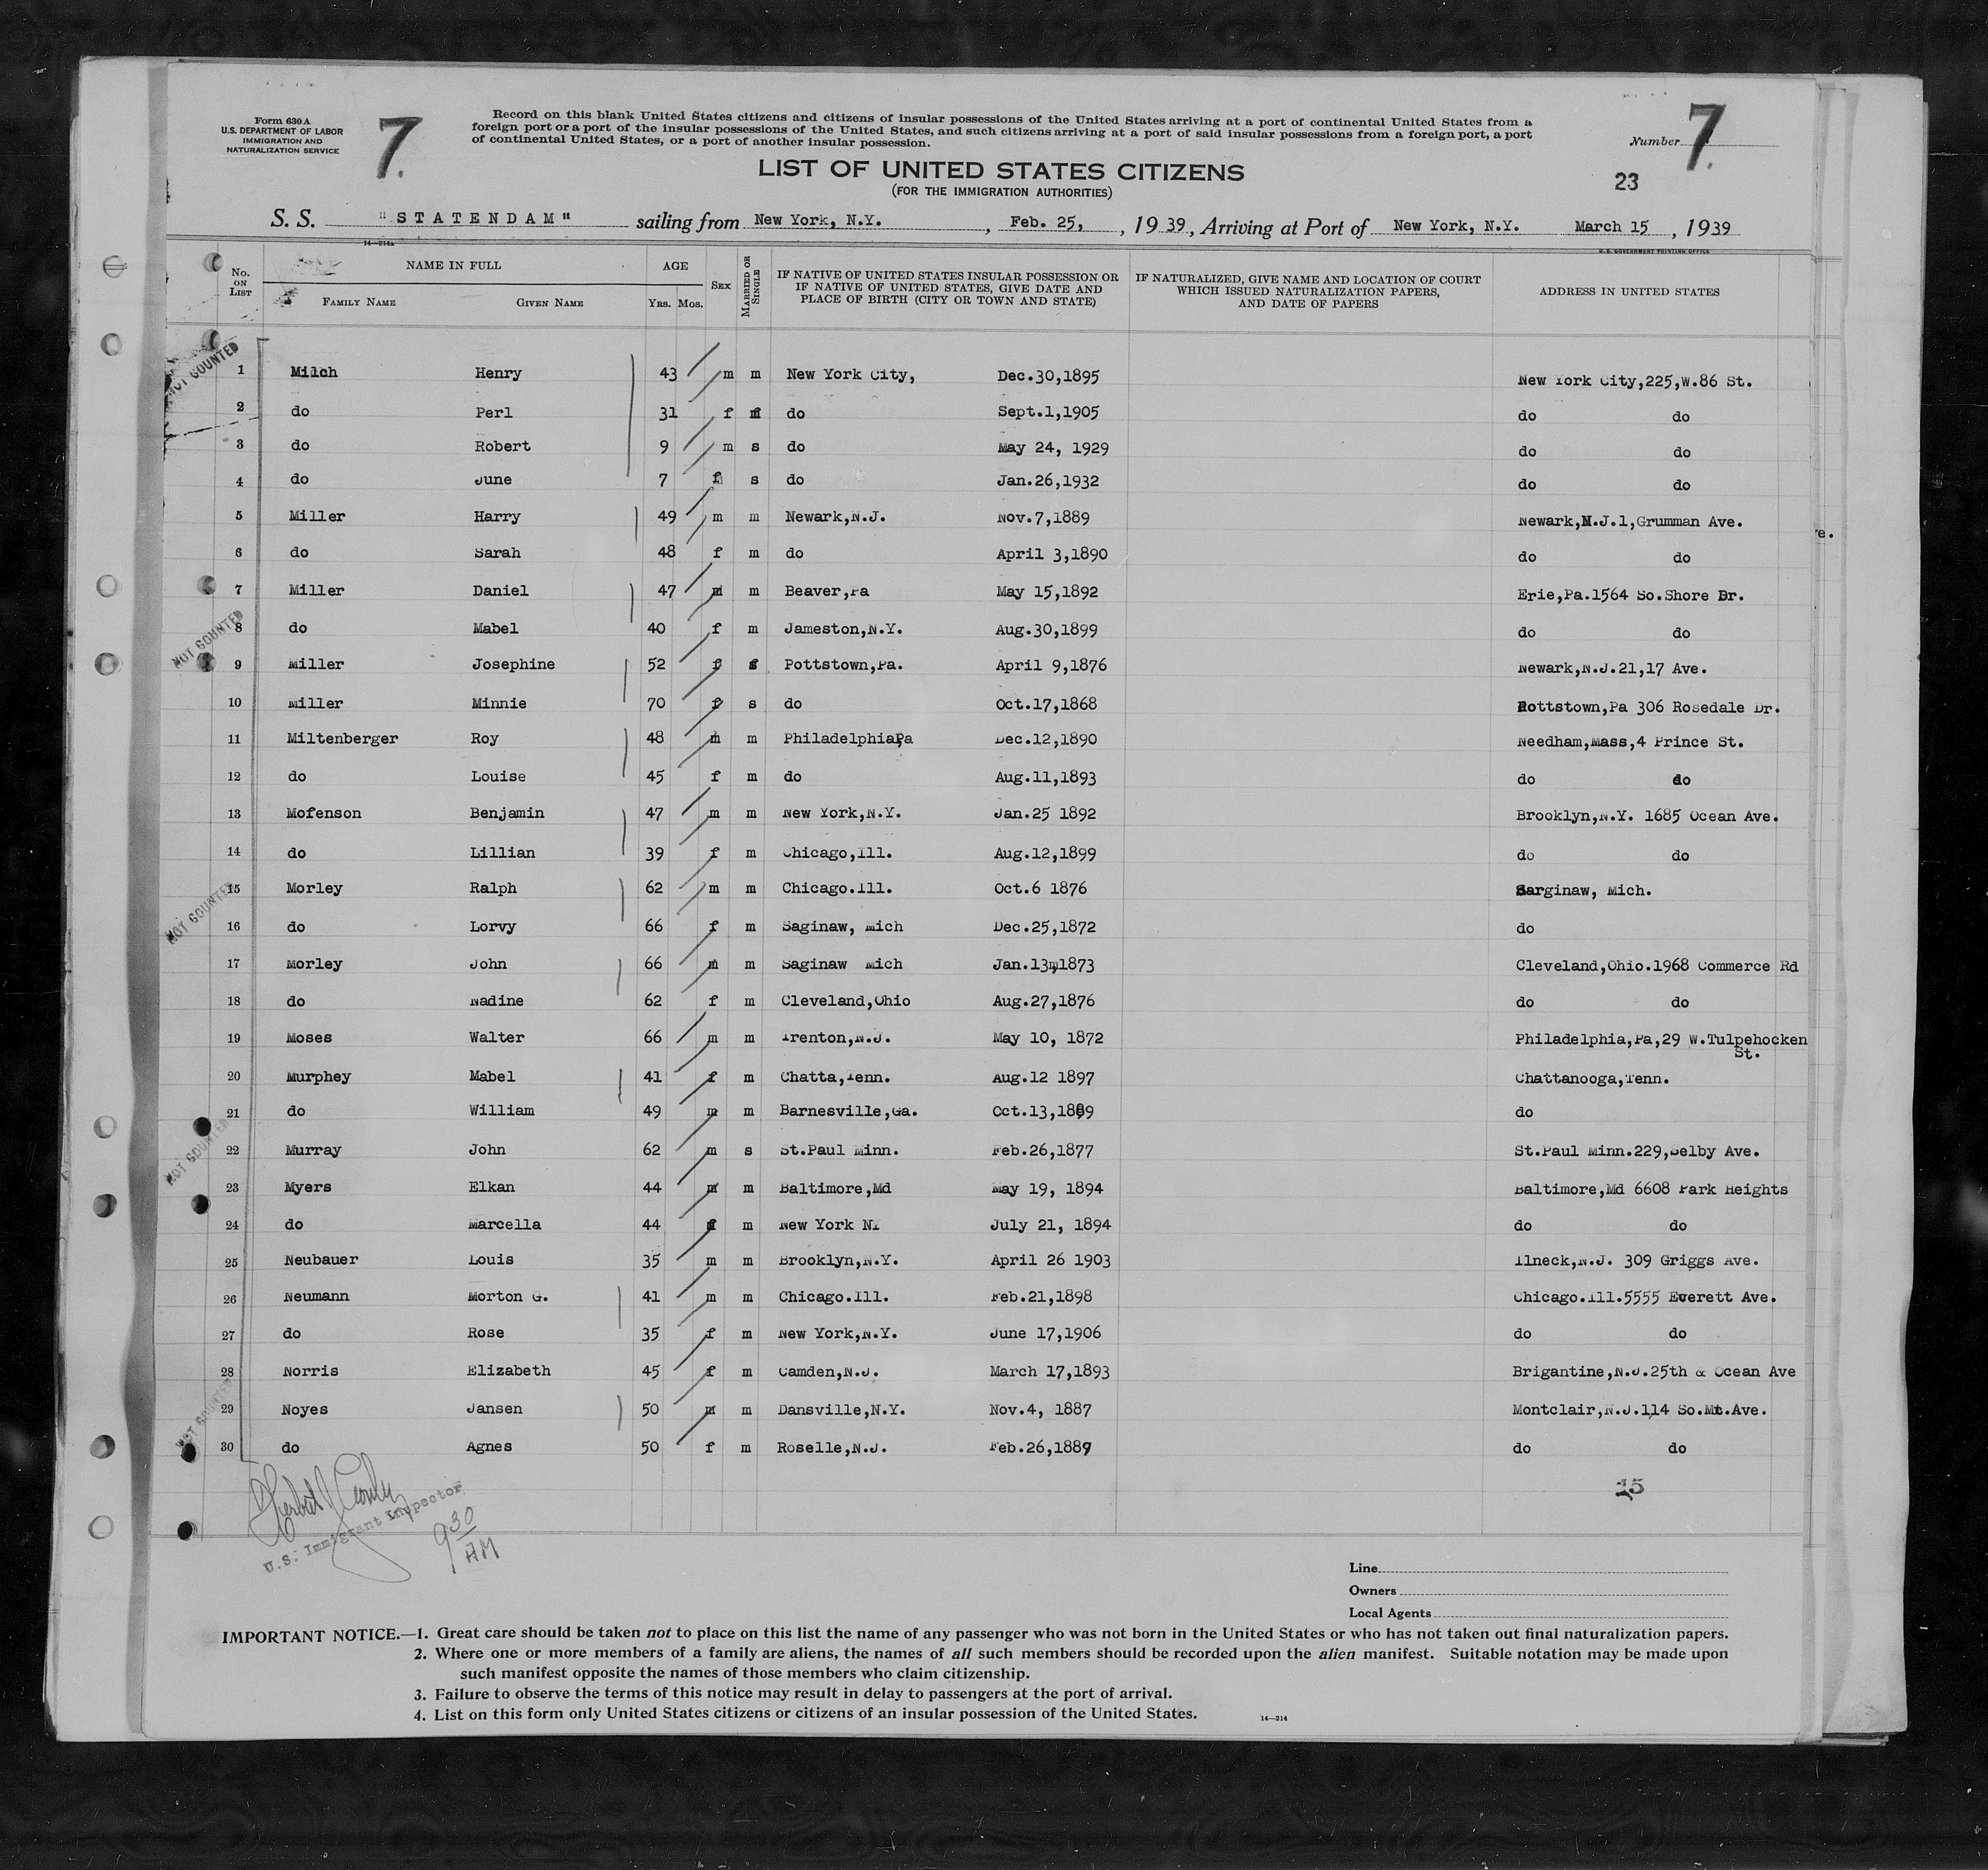 Form 630 A
U.S. DEPARTMENT OF LABOR
IMMIGRATION AND
NATURALIZATION SERVICE
7.
Record on this blank United States citizens and citizens of insular possessions of the United States arriving at a port of continental United States from a
foreign port or a port of the insular possessions of the United States, and such citizens arriving at a port of said insular possessions from a foreign port, a port
of continental United States, or a port of another insular possession.
Number 7.
LIST OF UNITED STATES CITIZENS
(FOR THE IMMIGRATION AUTHORITIES)
23
S. S. "STATENDAM" sailing from New York, N.Y. , Feb. 25, , 1939, Arriving at Port of New York, N.Y. March 15 , 1939
14—214a
U.S. GOVERNMENT PRINTING OFFICE
No. ON LIST NAME IN FULL FAMILY NAME GIVEN NAME AGE YRS. MOS. SEX MARRIED OR SINGLE IF NATIVE OF UNITED STATES INSULAR POSSESSION OR IF NATIVE OF UNITED STATES, GIVE DATE AND PLACE OF BIRTH (CITY OR TOWN AND STATE) IF NATURALIZED, GIVE NAME AND LOCATION OF COURT WHICH ISSUED NATURALIZATION PAPERS, AND DATE OF PAPERS ADDRESS IN UNITED STATES
NOT COUNTED
1 Milch Henry 43 m m New York City, Dec.30,1895 New York City,225,W.86 St.
2 do Perl 31 f m do Sept.1,1905 do do
3 do Robert 9 m s do May 24, 1929 do do
4 do June 7 f s do Jan.26,1932 do do
5 Miller Harry 49 m m Newark,N.J. Nov.7,1889 Newark,N.J.1,Grumman Ave.
6 do Sarah 48 f m do April 3,1890 do do
7 Miller Daniel 47 m m Beaver,Pa May 15,1892 Erie,Pa.1564 So.Shore Dr.
NOT COUNTED
8 do Mabel 40 f m Jameston,N.Y. Aug.30,1899 do do
9 Miller Josephine 52 f s Pottstown,Pa. April 9,1876 Newark,N.J.21,17 Ave.
10 Miller Minnie 70 f s do Oct.17,1868 Pottstown,Pa 306 Rosedale Dr.
11 Miltenberger Roy 48 m m Philadelphia,Pa Dec.12,1890 Needham,Mass,4 Prince St.
12 do Louise 45 f m do Aug.11,1893 do do
13 Mofenson Benjamin 47 m m New York,N.Y. Jan.25 1892 Brooklyn,N.Y. 1685 Ocean Ave.
14 do Lillian 39 f m Chicago,Ill. Aug.12,1899 do do
NOT COUNTED
15 Morley Ralph 62 m m Chicago.Ill. Oct.6 1876 Sarginaw, Mich.
16 do Lorvy 66 f m Saginaw, Mich Dec.25,1872 do
17 Morley John 66 m m Saginaw Mich Jan.13,1873 Cleveland,Ohio.1968 Commerce Rd
18 do Nadine 62 f m Cleveland,Ohio Aug.27,1876 do do
19 Moses Walter 66 m m Trenton,N.J. May 10, 1872 Philadelphia,Pa,29 W.Tulpehocken
St.
20 Murphey Mabel 41 f m Chatta,Tenn. Aug.12 1897 Chattanooga,Tenn.
21 do William 49 m m Barnesville,Ga. Oct.13,1889 do
NOT COUNTED
22 Murray John 62 m s St.Paul Minn. Feb.26,1877 St.Paul Minn.229,Selby Ave.
23 Myers Elkan 44 m m Baltimore,Md May 19, 1894 Baltimore,Md 6608 Park Heights
24 do Marcella 44 f m New York NY July 21, 1894 do do
25 Neubauer Louis 35 m m Brooklyn,N.Y. April 26 1903 Tlneck,N.J. 309 Griggs Ave.
26 Neumann Morton G. 41 m m Chicago.Ill. Feb.21,1898 Chicago.Ill.5555 Everett Ave.
27 do Rose 35 f m New York,N.Y. June 17,1906 do do
28 Norris Elizabeth 45 f m Camden,N.J. March 17,1893 Brigantine,N.J.25th & Ocean Ave
NOT COUNTED
29 Noyes Jansen 50 m m Dansville,N.Y. Nov.4, 1887 Montclair,N.J.114 So.Mt.Ave.
30 do Agnes 50 f m Roselle,N.J. Feb.26,1889 do do
U.S. Immigrant Inspector
9 30 AM
Line
Owners
Local Agents
IMPORTANT NOTICE.—1. Great care should be taken not to place on this list the name of any passenger who was not born in the United States or who has not taken out final naturalization papers.
2. Where one or more members of a family are aliens, the names of all such members should be recorded upon the alien manifest. Suitable notation may be made upon
such manifest opposite the names of those members who claim citizenship.
3. Failure to observe the terms of this notice may result in delay to passengers at the port of arrival.
4. List on this form only United States citizens or citizens of an insular possession of the United States.
14—214